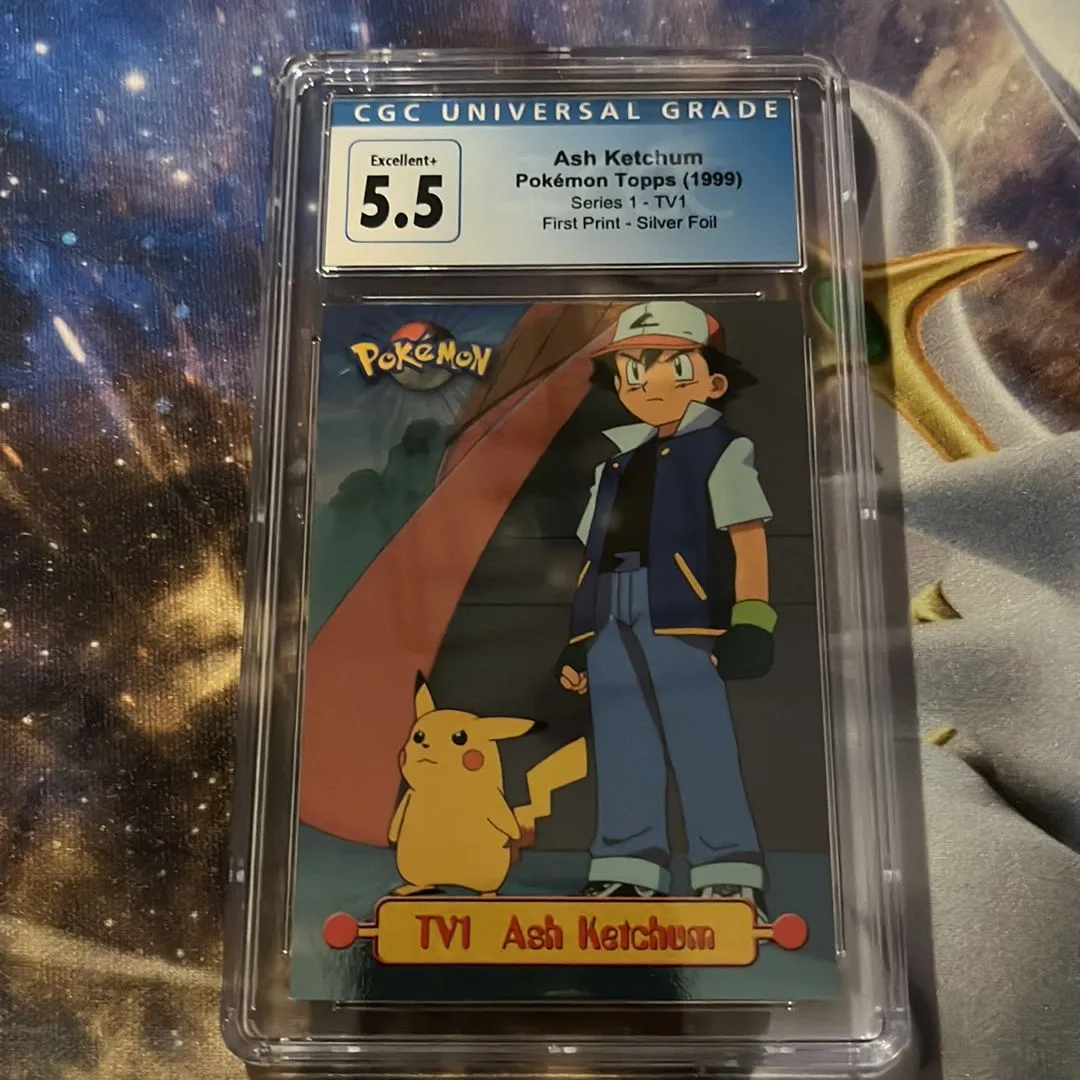 CGC UNIVERSAL GRADE
Excellent+
5.5
Ash Ketchum
Pokémon Topps (1999)
Series 1 - TV1
First Print - Silver Foil
POKéMON
TV1 Ash Ketchum